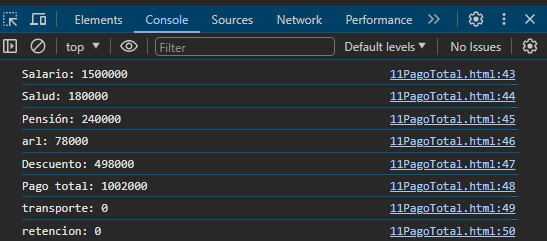 Elements Console Sources Network Performance
top Filter Default levels No Issues
Salario: 1500000 11PagoTotal.html:43
Salud: 180000 11PagoTotal.html:44
Pensión: 240000 11PagoTotal.html:45
arl: 78000 11PagoTotal.html:46
Descuento: 498000 11PagoTotal.html:47
Pago total: 1002000 11PagoTotal.html:48
transporte: 0 11PagoTotal.html:49
retencion: 0 11PagoTotal.html:50